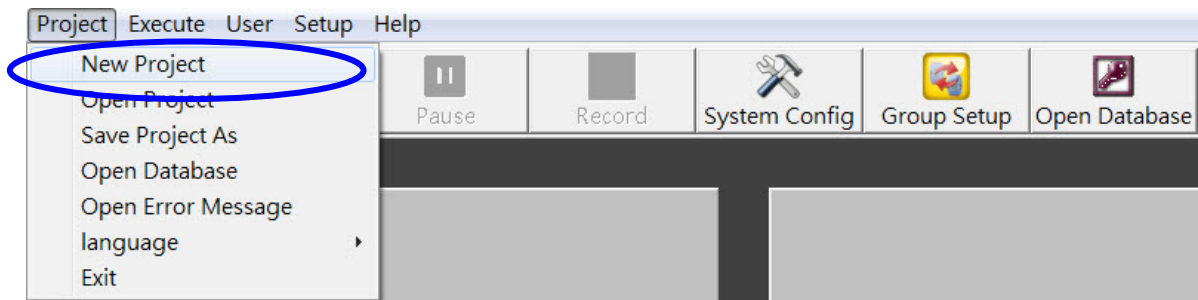 Project Execute User Setup Help
New Project
Open Project
Save Project As
Open Database
Open Error Message
language
Exit
Pause
Record
System Config
Group Setup
Open Database